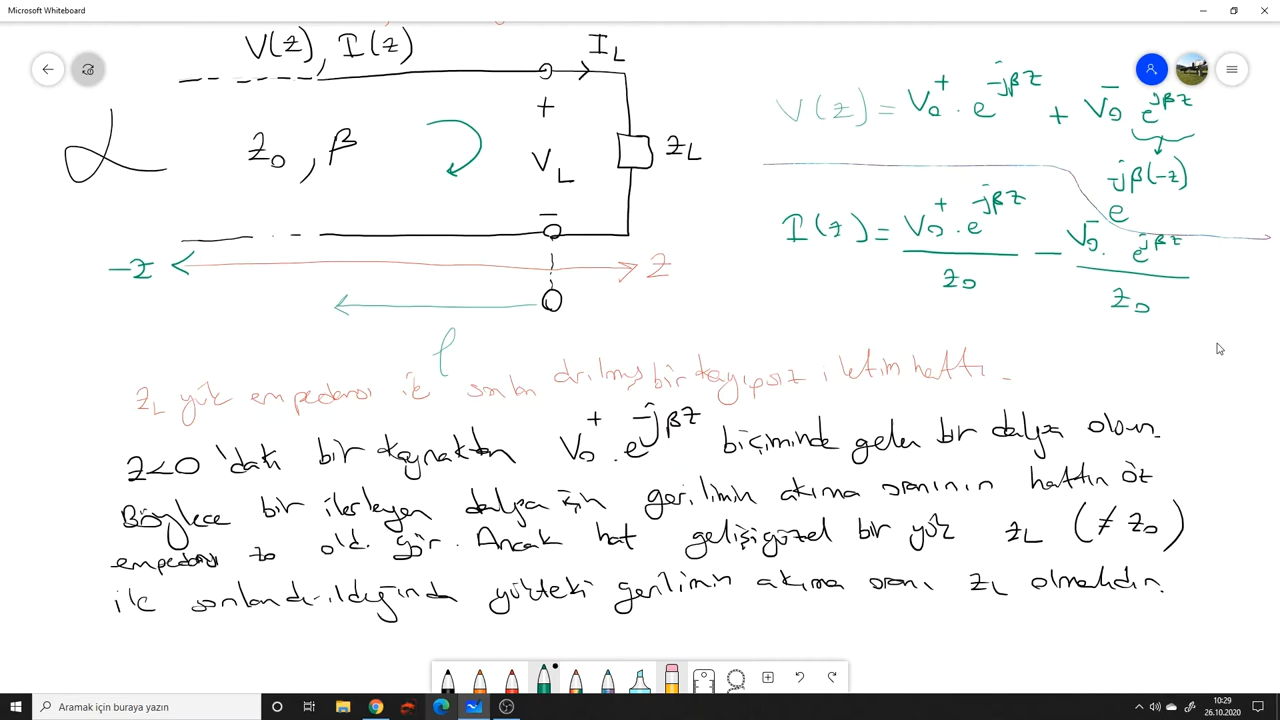 Microsoft Whiteboard
V(z), I(z)
I_L
+
V_L
-
Z_L
Z_0, β
α
-z
z
l
V(z) = V_0^+ . e^{-jβz} + V_0^- e^{jβz}
e^{-jβ(-z)}
I(z) = V_0^+ . e^{-jβz} / Z_0 - V_0^- . e^{jβz} / Z_0
Z_L yük empedansı ile sonlandırılmış bir kayıpsız iletim hattı.
z<0 'daki bir kaynaktan V_0^+ . e^{-jβz} biçiminde gelen bir dalga olsun.
Böylece bir ilerleyen dalga için gerilimin akıma oranının hattın öz
empedansı z_0 old. gör. Ancak hat gelişigüzel bir yük Z_L (≠ Z_0)
ile sonlandırıldığında yükteki gerilimin akıma oranı Z_L olmalıdır.
Aramak için buraya yazın
10:29
26.10.2020